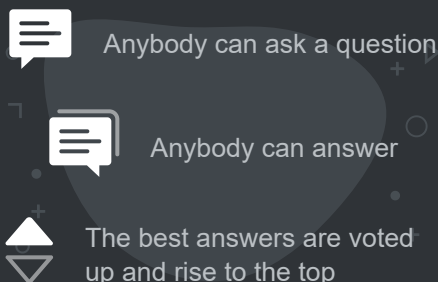 Anybody can ask a question
Anybody can answer
The best answers are voted
up and rise to the top